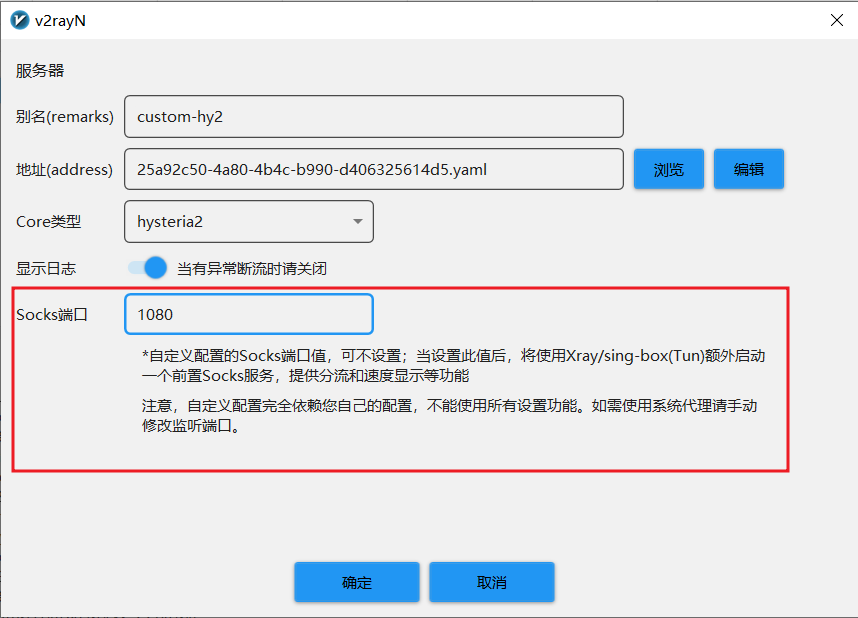 v2rayN
服务器
别名(remarks) custom-hy2
地址(address) 25a92c50-4a80-4b4c-b990-d406325614d5.yaml 浏览 编辑
Core类型 hysteria2
显示日志 当有异常断流时请关闭
Socks端口 1080
*自定义配置的Socks端口值，可不设置；当设置此值后，将使用Xray/sing-box(Tun)额外启动
一个前置Socks服务，提供分流和速度显示等功能
注意，自定义配置完全依赖您自己的配置，不能使用所有设置功能。如需使用系统代理请手动
修改监听端口。
确定 取消